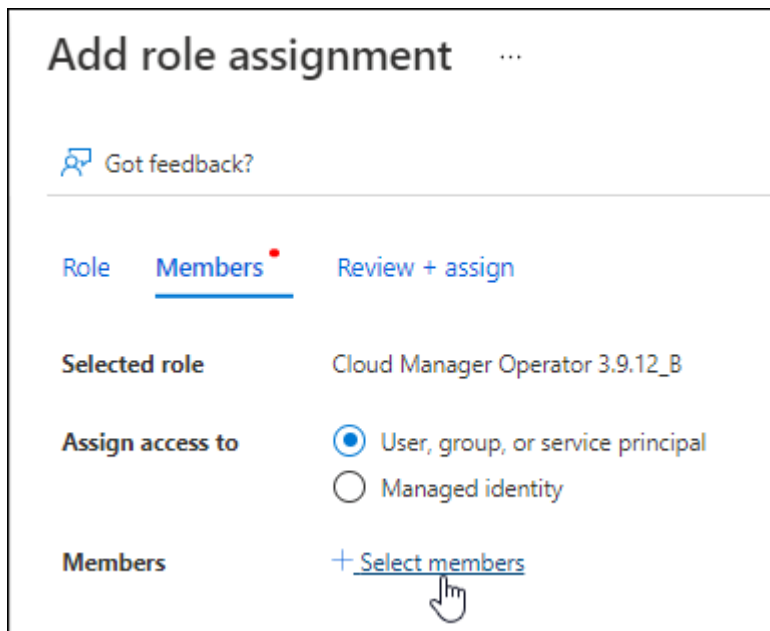 Add role assignment ...
Got feedback?
Role Members Review + assign
Selected role Cloud Manager Operator 3.9.12_B
Assign access to User, group, or service principal
Managed identity
Members + Select members